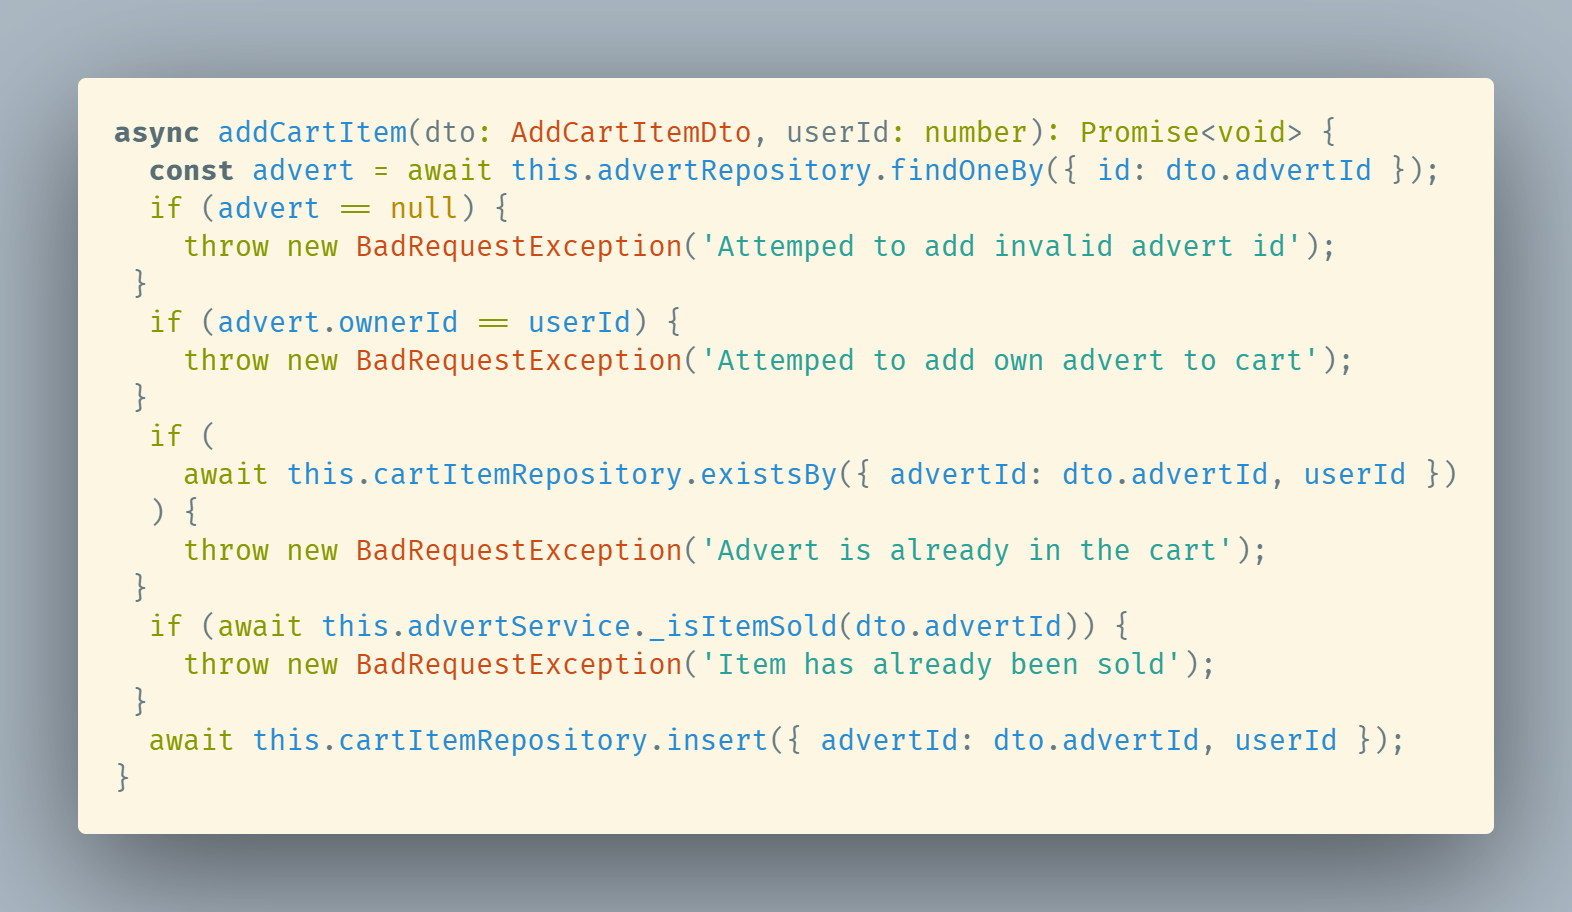 async addCartItem(dto: AddCartItemDto, userId: number): Promise<void> {
  const advert = await this.advertRepository.findOneBy({ id: dto.advertId });
  if (advert == null) {
    throw new BadRequestException('Attemped to add invalid advert id');
 }
  if (advert.ownerId == userId) {
    throw new BadRequestException('Attemped to add own advert to cart');
 }
  if (
    await this.cartItemRepository.existsBy({ advertId: dto.advertId, userId })
  ) {
    throw new BadRequestException('Advert is already in the cart');
 }
  if (await this.advertService._isItemSold(dto.advertId)) {
    throw new BadRequestException('Item has already been sold');
 }
  await this.cartItemRepository.insert({ advertId: dto.advertId, userId });
}